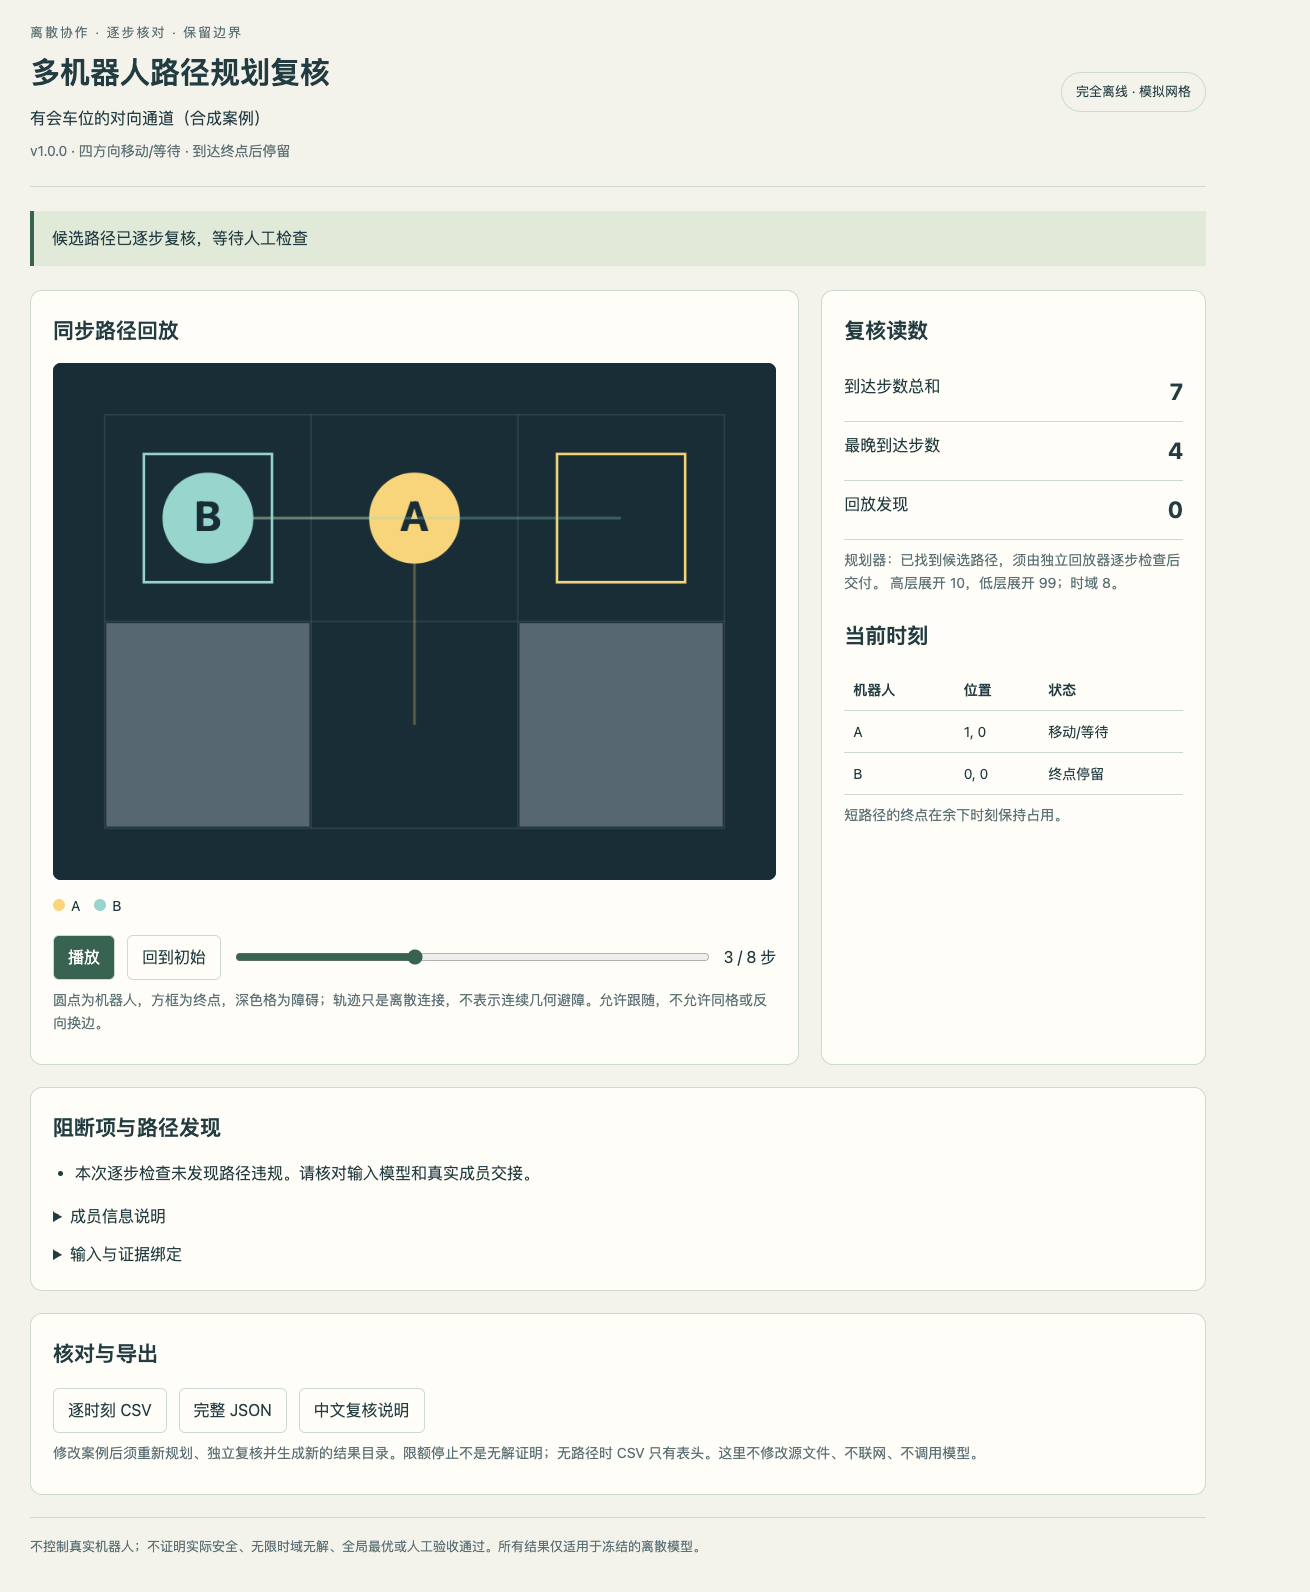 离散协作 · 逐步核对 · 保留边界
多机器人路径规划复核
有会车位的对向通道（合成案例）
v1.0.0 · 四方向移动/等待 · 到达终点后停留
完全离线 · 模拟网格
候选路径已逐步复核，等待人工检查
同步路径回放
B
A
A
B
播放
回到初始
3 / 8 步
圆点为机器人，方框为终点，深色格为障碍；轨迹只是离散连接，不表示连续几何避障。允许跟随，不允许同格或反
向换边。
复核读数
到达步数总和
7
最晚到达步数
4
回放发现
0
规划器：已找到候选路径，须由独立回放器逐步检查后
交付。 高层展开 10，低层展开 99；时域 8。
当前时刻
机器人 位置 状态
A 1, 0 移动/等待
B 0, 0 终点停留
短路径的终点在余下时刻保持占用。
阻断项与路径发现
• 本次逐步检查未发现路径违规。请核对输入模型和真实成员交接。
▶ 成员信息说明
▶ 输入与证据绑定
核对与导出
逐时刻 CSV
完整 JSON
中文复核说明
修改案例后须重新规划、独立复核并生成新的结果目录。限额停止不是无解证明；无路径时 CSV 只有表头。这里不修改源文件、不联网、不调用模型。
不控制真实机器人；不证明实际安全、无限时域无解、全局最优或人工验收通过。所有结果仅适用于冻结的离散模型。